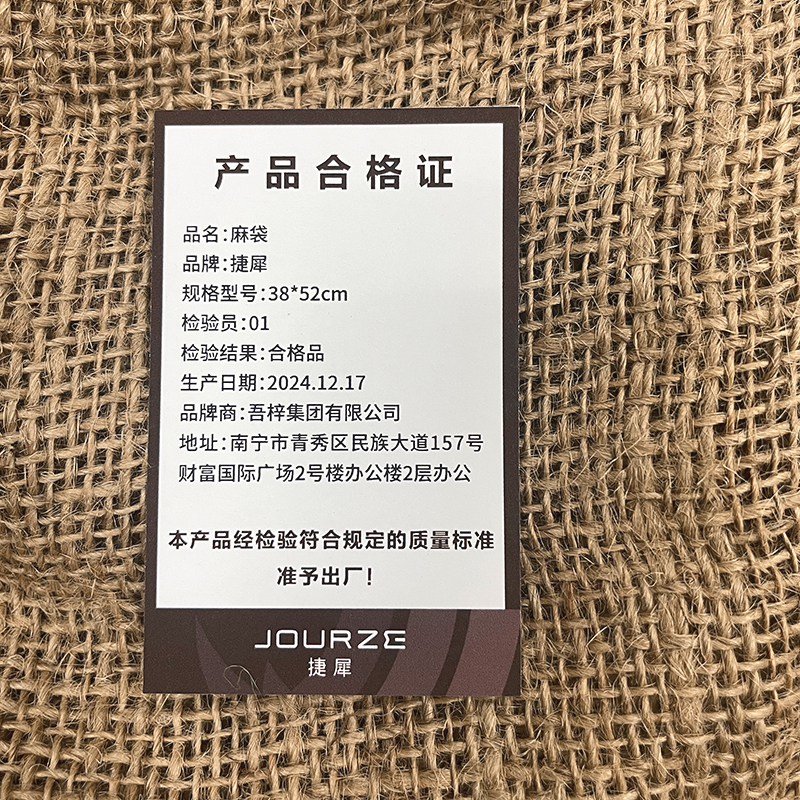 产品合格证
品名：麻袋
品牌：捷犀
规格型号：38*52cm
检验员：01
检验结果：合格品
生产日期：2024.12.17
品牌商：吾梓集团有限公司
地址：南宁市青秀区民族大道157号
财富国际广场2号楼办公楼2层办公
本产品经检验符合规定的质量标准
准予出厂！
JOURZE
捷犀